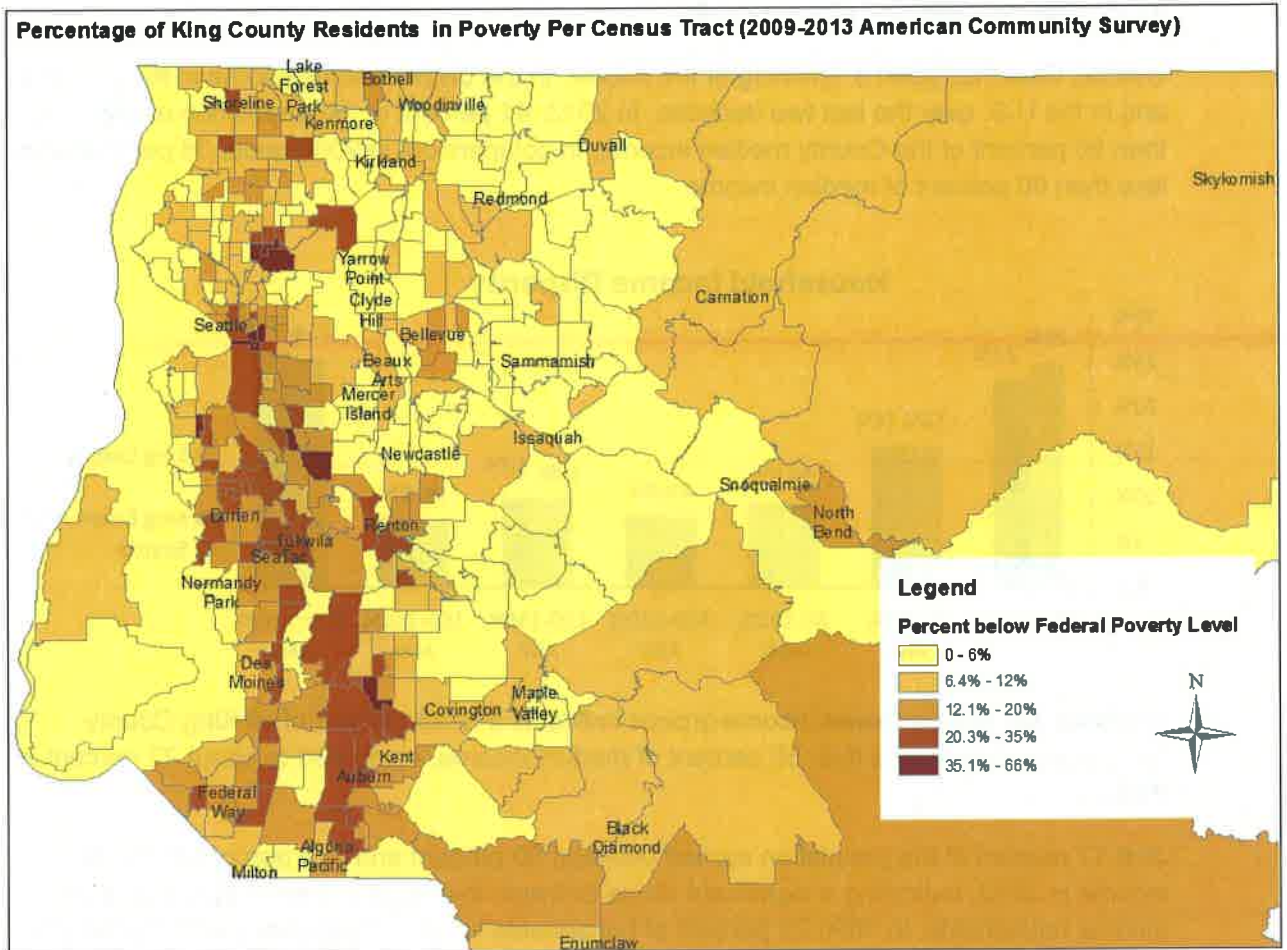 Percentage of King County Residents in Poverty Per Census Tract (2009-2013 American Community Survey)
Lake
Forest
Park
Bothell
Shoreline
Woodinville
Kenmore
Kirkland
Duvall
Skykomish
Redmond
Yarrow
Point
Clyde
Hill
Carnation
Seattle
Bellevue
Beaux
Arts
Sammamish
Mercer
Island
Issaquah
Newcastle
Snoqualmie
North
Bend
Burien
Renton
Tukwila
SeaTac
Normandy
Park
Des
Moines
Maple
Valley
Covington
Kent
Auburn
Federal
Way
Black
Diamond
Algona
Pacific
Milton
Enumclaw
Legend
Percent below Federal Poverty Level
0 - 6%
6.4% - 12%
12.1% - 20%
20.3% - 35%
35.1% - 66%
N